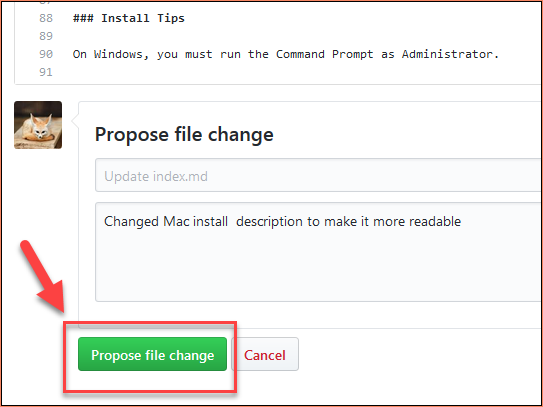 88 ### Install Tips
89
90 On Windows, you must run the Command Prompt as Administrator.
91
Propose file change
Update index.md
Changed Mac install  description to make it more readable
Propose file change Cancel